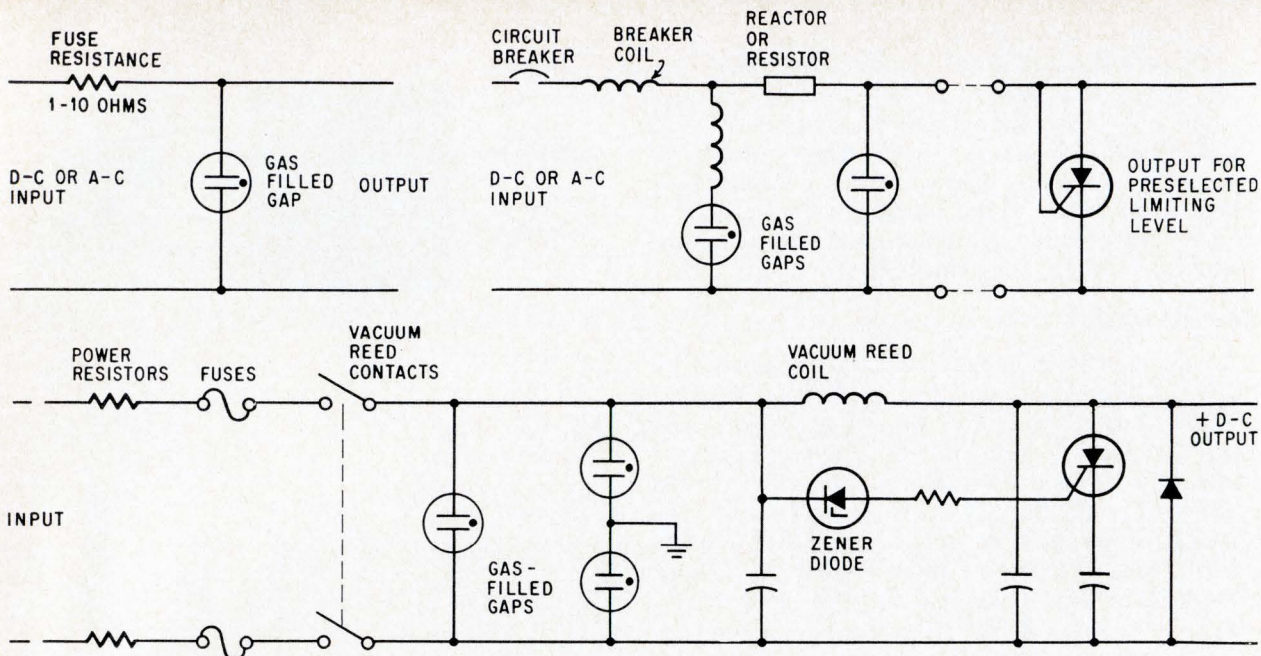 FUSE
RESISTANCE
1-10 OHMS
D-C OR A-C
INPUT
GAS
FILLED
GAP
OUTPUT
CIRCUIT
BREAKER
BREAKER
COIL
REACTOR
OR
RESISTOR
D-C OR A-C
INPUT
GAS
FILLED
GAPS
OUTPUT FOR
PRESELECTED
LIMITING
LEVEL
POWER
RESISTORS
FUSES
VACUUM
REED
CONTACTS
VACUUM REED
COIL
+ D-C
OUTPUT
INPUT
GAS-
FILLED
GAPS
ZENER
DIODE